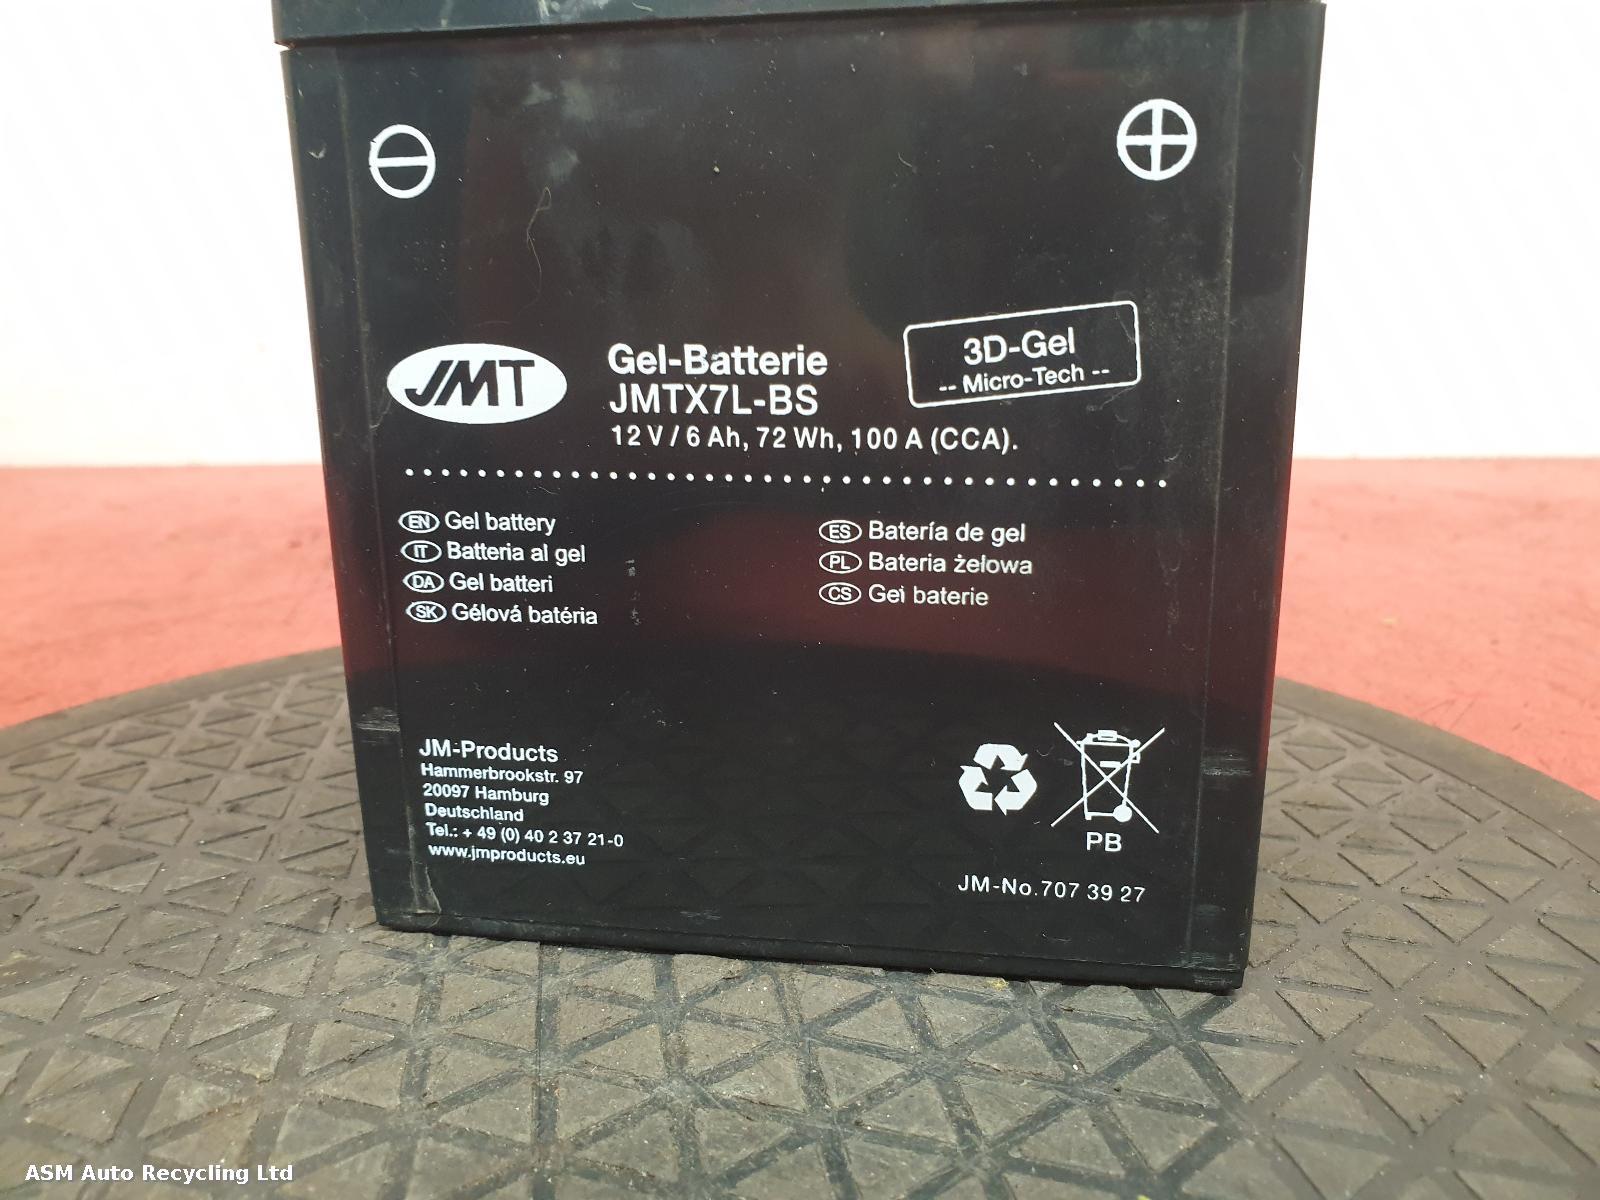 JMT
Gel-Batterie
JMTX7L-BS
12 V / 6 Ah, 72 Wh, 100 A (CCA).
3D-Gel
-- Micro-Tech --
EN Gel battery
IT Batteria al gel
DA Gel batteri
SK Gélová batéria
ES Batería de gel
PL Bateria żelowa
CS Gel baterie
JM-Products
Hammerbrookstr. 97
20097 Hamburg
Deutschland
Tel.: + 49 (0) 40 2 37 21-0
www.jmproducts.eu
PB
JM-No.707 39 27
ASM Auto Recycling Ltd